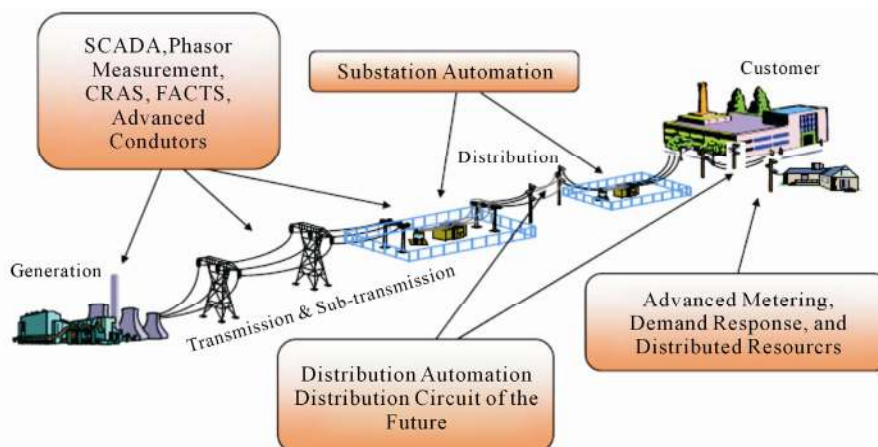 SCADA,Phasor
Measurement,
CRAS, FACTS,
Advanced
Condutors
Substation Automation
Customer
Distribution
Generation
Transmission & Sub-transmission
Advanced Metering,
Demand Response, and
Distributed Resourcrs
Distribution Automation
Distribution Circuit of the
Future